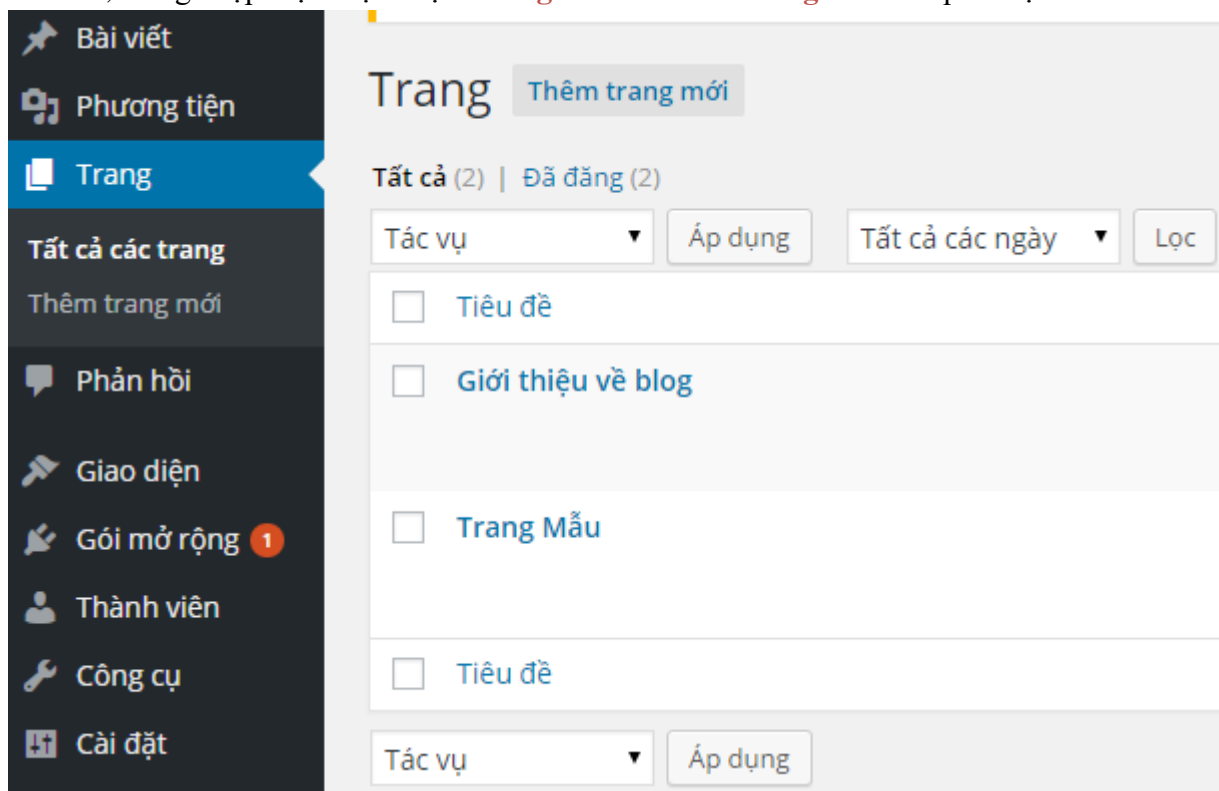 Bài viết
Phương tiện
Trang
Tất cả các trang
Thêm trang mới
Phản hồi
Giao diện
Gói mở rộng 1
Thành viên
Công cụ
Cài đặt
Trang Thêm trang mới
Tất cả (2) | Đã đăng (2)
Tác vụ Áp dụng Tất cả các ngày Lọc
Tiêu đề
Giới thiệu về blog
Trang Mẫu
Tiêu đề
Tác vụ Áp dụng